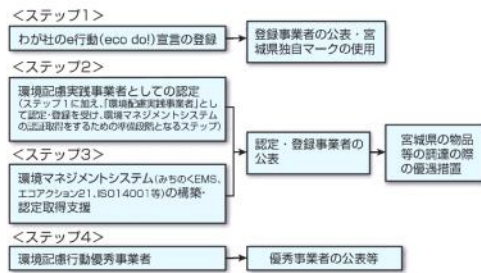 <ステップ1>
わが社のe行動(eco do!)宣言の登録
登録事業者の公表・宮
城県独自マークの使用
<ステップ2>
環境配慮実践事業者としての認定
(ステップ1に加え、「環境配慮実践事業者」とし
て認定・登録を受け、環境マネジメントシステム
の認証取得をするための準備段階となるステップ)
<ステップ3>
環境マネジメントシステム(みちのくEMS、
エコアクション21、ISO14001等)の構築・
認定取得支援
認定・登録事業者の
公表
宮城県の物品
等の調達の際
の優遇措置
<ステップ4>
環境配慮行動優秀事業者
優秀事業者の公表等